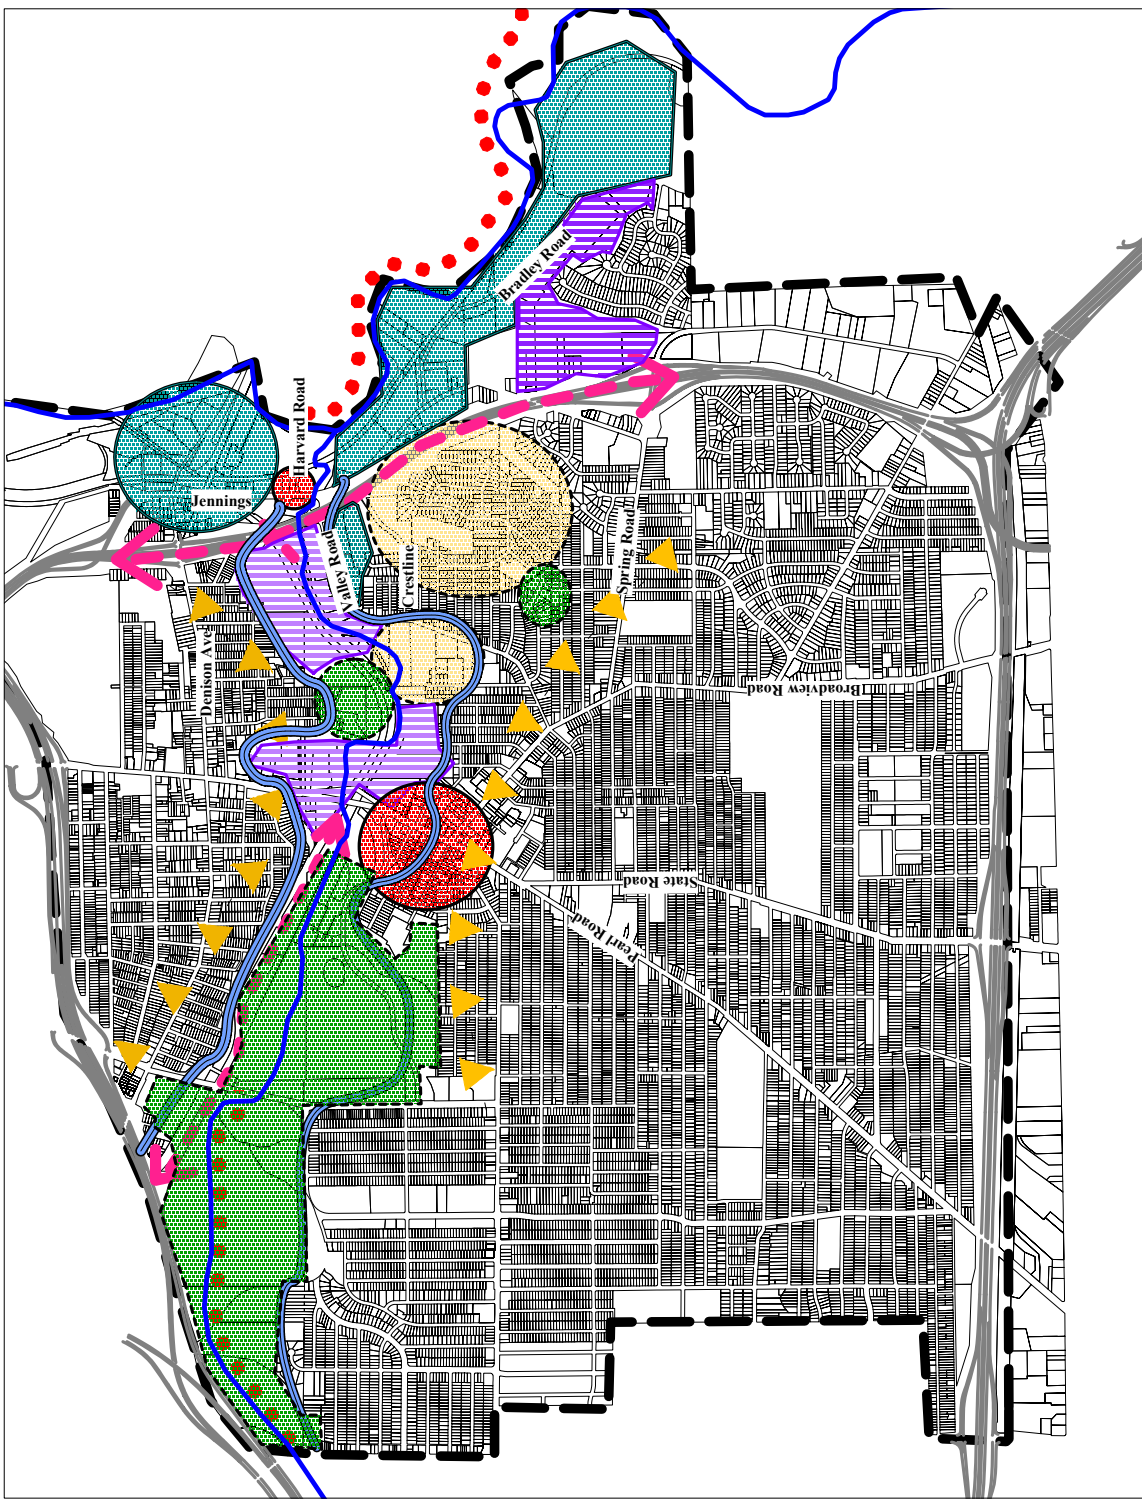 Bradley Road
Harvard Road
Jennings
Valley Road
Crestline
Spring Road
Denison Ave
Broadview Road
State Road
Pearl Road